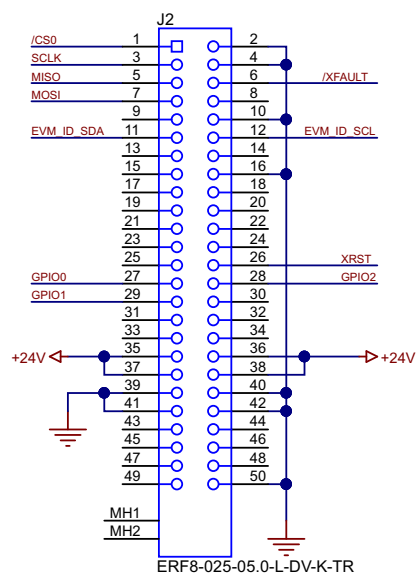 J2
/CS0 1 2
SCLK 3 4
MISO 5 6 /XFAULT
MOSI 7 8
9 10
EVM_ID_SDA 11 12 EVM_ID_SCL
13 14
15 16
17 18
19 20
21 22
23 24
25 26 XRST
GPIO0 27 28 GPIO2
GPIO1 29 30
31 32
33 34
+24V 35 36 +24V
37 38
39 40
41 42
43 44
45 46
47 48
49 50
MH1
MH2
ERF8-025-05.0-L-DV-K-TR